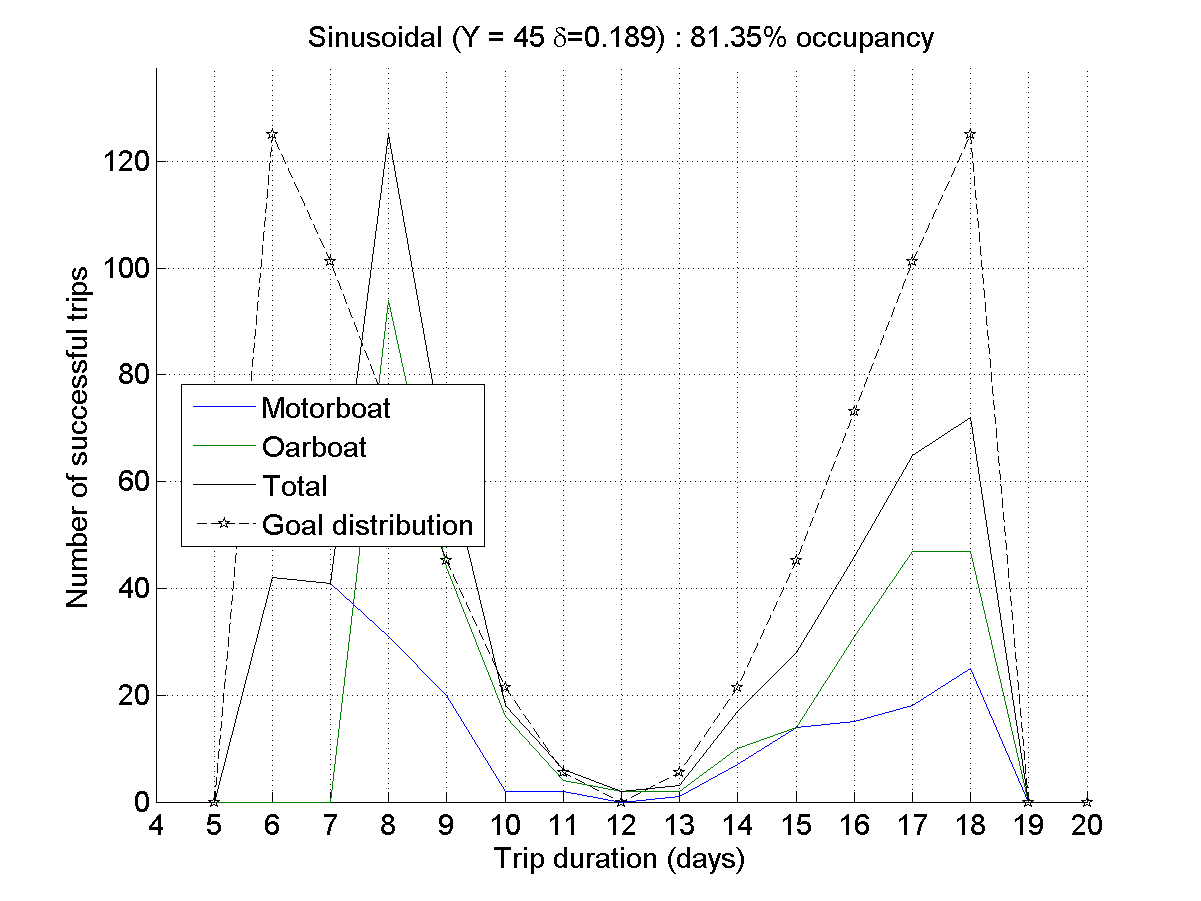 Sinusoidal (Y = 45 δ=0.189) : 81.35% occupancy
Number of successful trips
120
100
80
60
40
20
0
Motorboat
Oarboat
Total
Goal distribution
4 5 6 7 8 9 10 11 12 13 14 15 16 17 18 19 20
Trip duration (days)